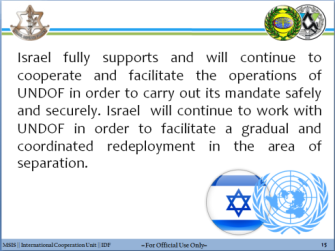 Israel fully supports and will continue to
cooperate and facilitate the operations of
UNDOF in order to carry out its mandate safely
and securely. Israel will continue to work with
UNDOF in order to facilitate a gradual and
coordinated redeployment in the area of
separation.
MSIS || International Cooperation Unit || IDF
~For Official Use Only~